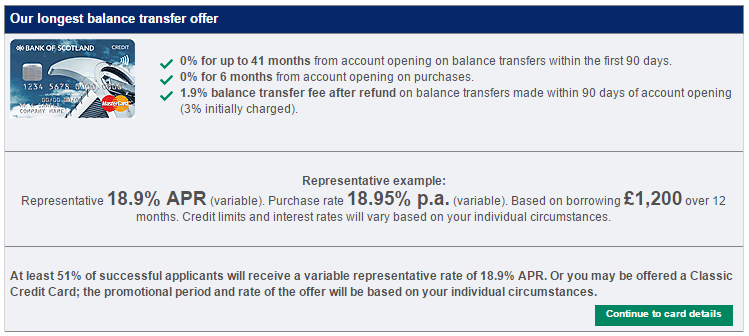 Our longest balance transfer offer
BANK OF SCOTLAND CREDIT
1234 5678
MasterCard
COMPANY NAME
0% for up to 41 months from account opening on balance transfers within the first 90 days.
0% for 6 months from account opening on purchases.
1.9% balance transfer fee after refund on balance transfers made within 90 days of account opening
(3% initially charged).
Representative example:
Representative 18.9% APR (variable). Purchase rate 18.95% p.a. (variable). Based on borrowing £1,200 over 12
months. Credit limits and interest rates will vary based on your individual circumstances.
At least 51% of successful applicants will receive a variable representative rate of 18.9% APR. Or you may be offered a Classic
Credit Card; the promotional period and rate of the offer will be based on your individual circumstances.
Continue to card details